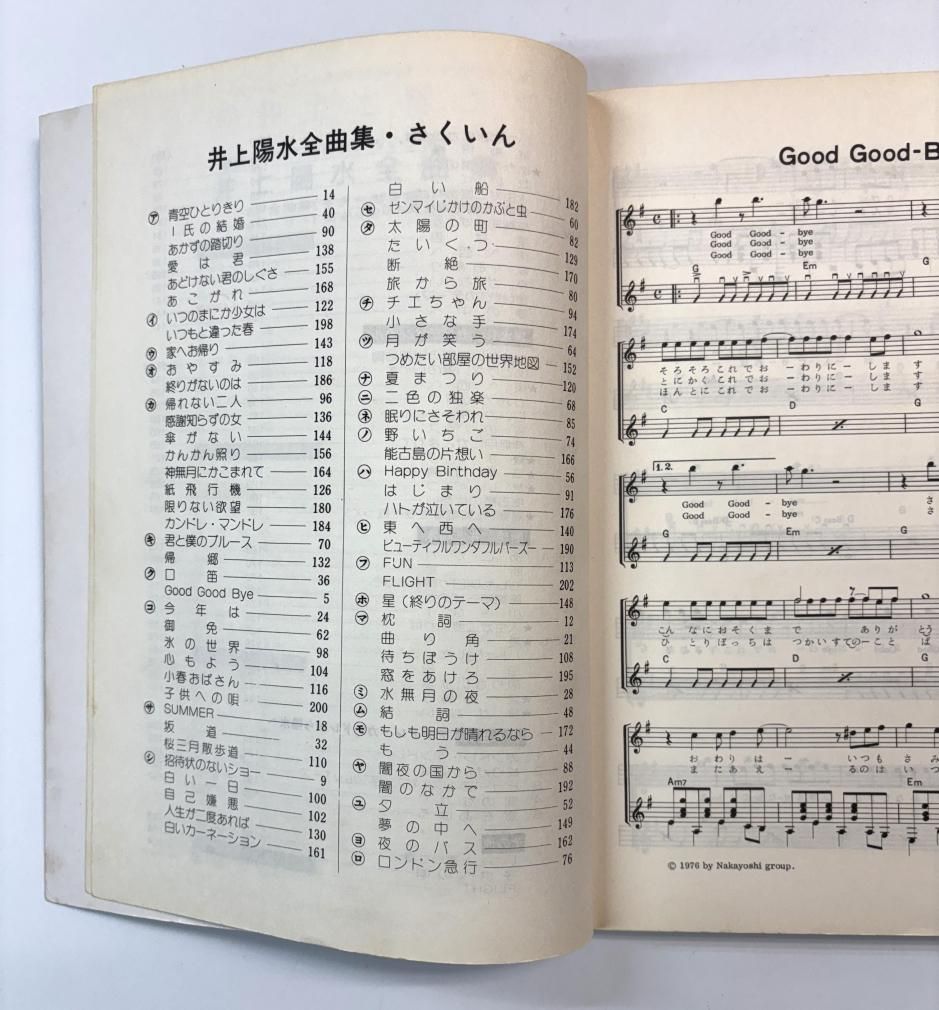 井上陽水全曲集・さくいん
ア 青空ひとりきり 14
I 氏の結婚 40
あかずの踏切り 90
愛は君 138
あどけない君のしぐさ 155
あこがれ 168
イ いつのまにか少女は 122
いつもと違った春 198
ウ 家へお帰り 143
オ おやすみ 118
終りがないのは 186
カ 帰れない二人 96
感謝知らずの女 136
傘がない 144
かんかん照り 156
神無月にかこまれて 164
紙飛行機 126
限りない欲望 180
カンドレ・マンドレ 184
キ 君と僕のブルース 70
帰郷 132
ク 口笛 36
Good Good Bye 5
コ 今年は 24
御免 62
氷の世界 98
心もよう 104
小春おばさん 116
子供への唄 200
サ SUMMER 18
坂道 32
桜三月散歩道 110
シ 招待状のないショー 9
白い一日 100
自己嫌悪 102
人生が二度あれば 130
白いカーネーション 161
白い船 182
セ ゼンマイじかけのかぶと虫 60
タ 太陽の町 82
たいくつ 129
断絶 170
旅から旅 80
チ チエちゃん 94
小さな手 174
ツ 月が笑う 64
つめたい部屋の世界地図 152
ナ 夏まつり 120
ニ 二色の独楽 68
ネ 眠りにさそわれ 85
ノ 野いちご 74
能古島の片想い 166
ハ Happy Birthday 56
はじまり 91
ハトが泣いている 176
ヒ 東へ西へ 140
ビューティフルワンダフルバーズ 190
フ FUN 113
FLIGHT 202
ホ 星(終りのテーマ) 148
マ 枕詞 12
曲り角 21
待ちぼうけ 108
窓をあけろ 195
ミ 水無月の夜 28
ム 結詞 48
モ もしも明日が晴れるなら 172
もう 44
ヤ 闇夜の国から 88
闇のなかで 192
ユ 夕立 52
夢の中へ 149
ヨ 夜のバス 162
ロ ロンドン急行 76
Good Good-B
Good Good - bye
Good Good - bye
Good Good - bye
G Em G
そろそろこれでお ーわりにー します
とにかくこれでお ーわりにー します
ほんとにこれでお ーわりにー します
C D G
1.2.
Good Good - bye さ
Good Good - bye さ
G Em G
こんなにおそくまで ありがとう
ひとりぼっちは つかいすてのーことば
C D G
おわりはー いつもさみ
またあえー るのはいつ
Am7 Em
© 1976 by Nakayoshi group.